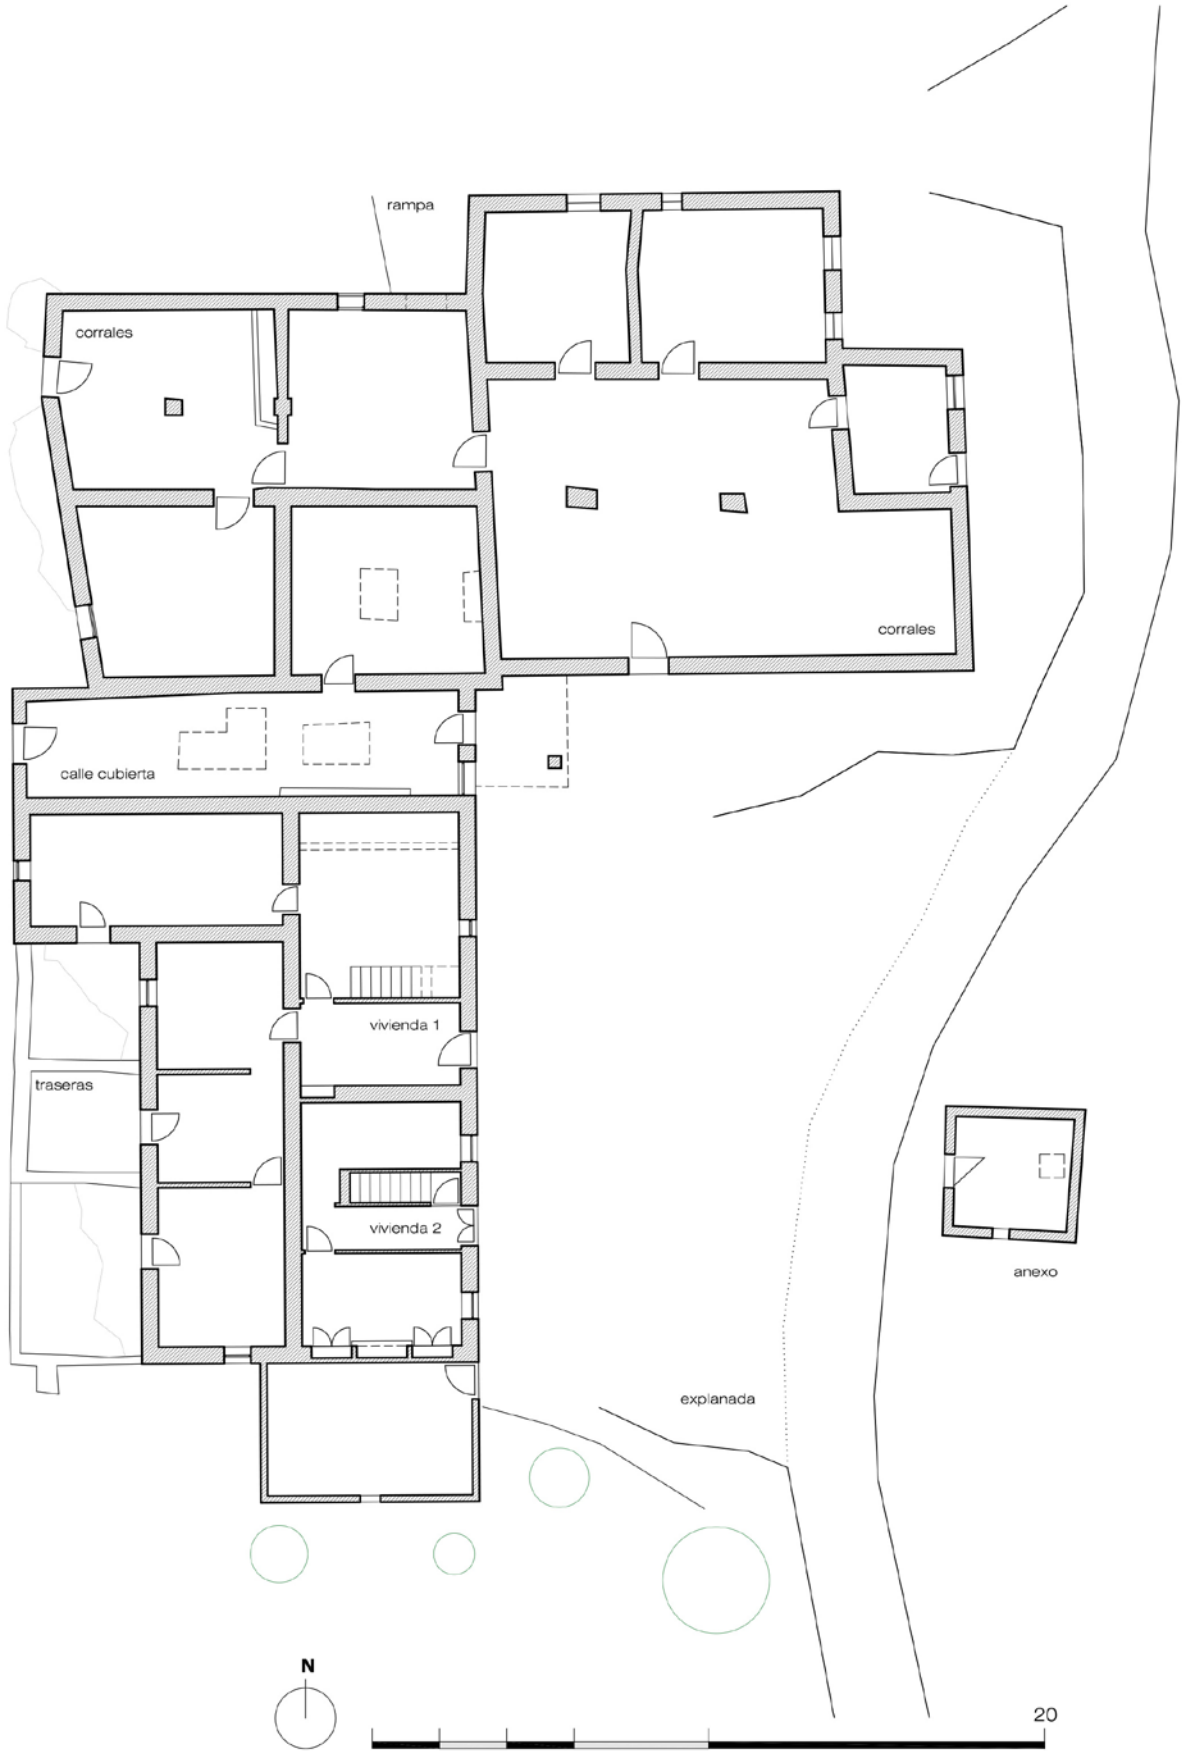 rampa
corrales
corrales
calle cubierta
vivienda 1
traseras
vivienda 2
anexo
explanada
N
20